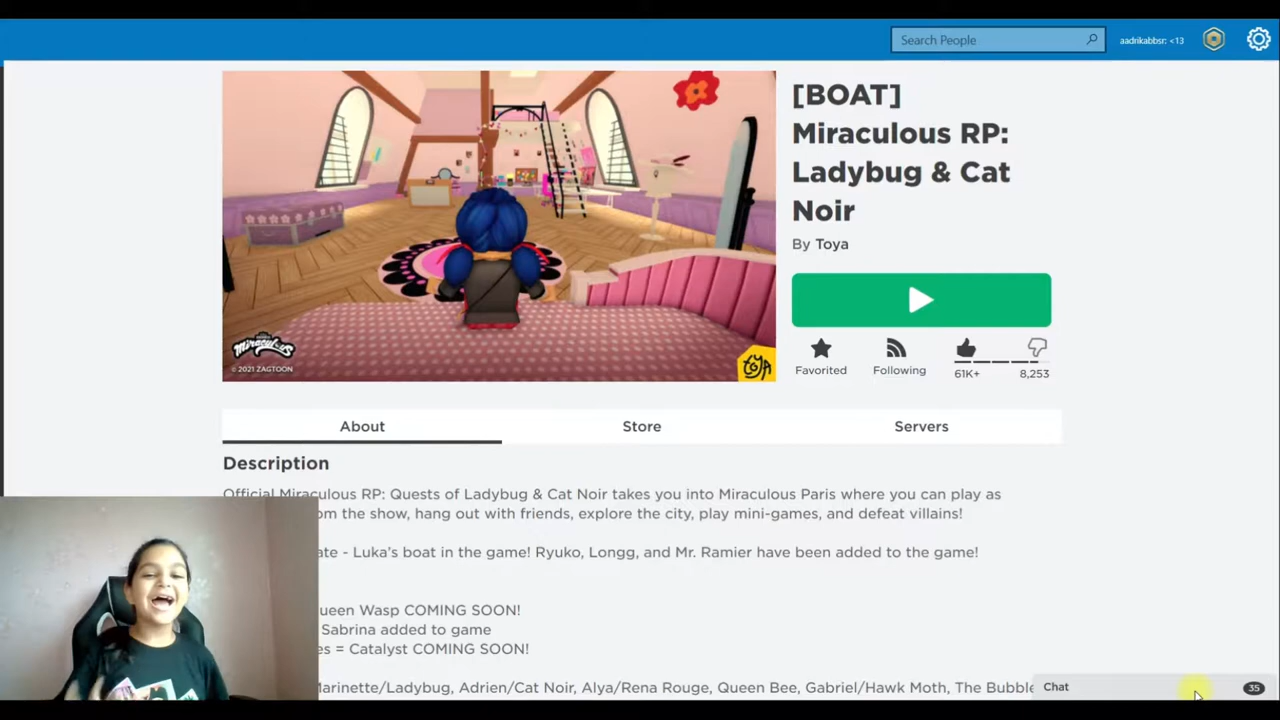 Search People
aadrikabbsr: <13
[BOAT]
Miraculous RP:
Ladybug & Cat
Noir
By Toya
Miraculous
© 2021 ZAGTOON
TOYA
Favorited
Following
61K+
8,253
About
Store
Servers
Description
Official Miraculous RP: Quests of Ladybug & Cat Noir takes you into Miraculous Paris where you can play as
om the show, hang out with friends, explore the city, play mini-games, and defeat villains!
ate - Luka's boat in the game! Ryuko, Longg, and Mr. Ramier have been added to the game!
ueen Wasp COMING SOON!
Sabrina added to game
es = Catalyst COMING SOON!
Marinette/Ladybug, Adrien/Cat Noir, Alya/Rena Rouge, Queen Bee, Gabriel/Hawk Moth, The Bubble
Chat
35